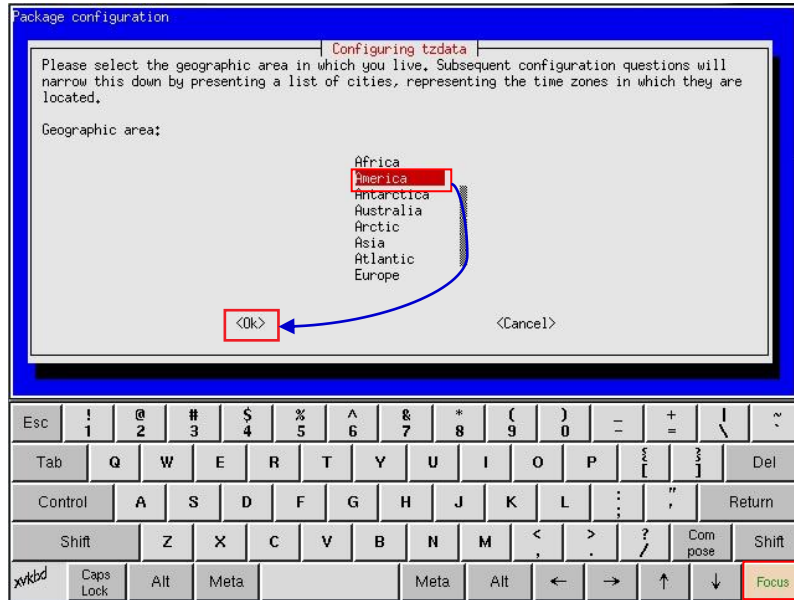 Package configuration
Configuring tzdata
Please select the geographic area in which you live. Subsequent configuration questions will
narrow this down by presenting a list of cities, representing the time zones in which they are
located.
Geographic area:
Africa
America
Antarctica
Australia
Arctic
Asia
Atlantic
Europe
<Ok> <Cancel>
Esc ! @ # $ % ^ & * ( ) _ + | ~
1 2 3 4 5 6 7 8 9 0 - = \ `
Tab Q W E R T Y U I O P { [ } ] Del
Control A S D F G H J K L : ; " ' Return
Shift Z X C V B N M < , > . ? / Com pose Shift
xvkbd Caps Lock Alt Meta Meta Alt ← → ↑ ↓ Focus